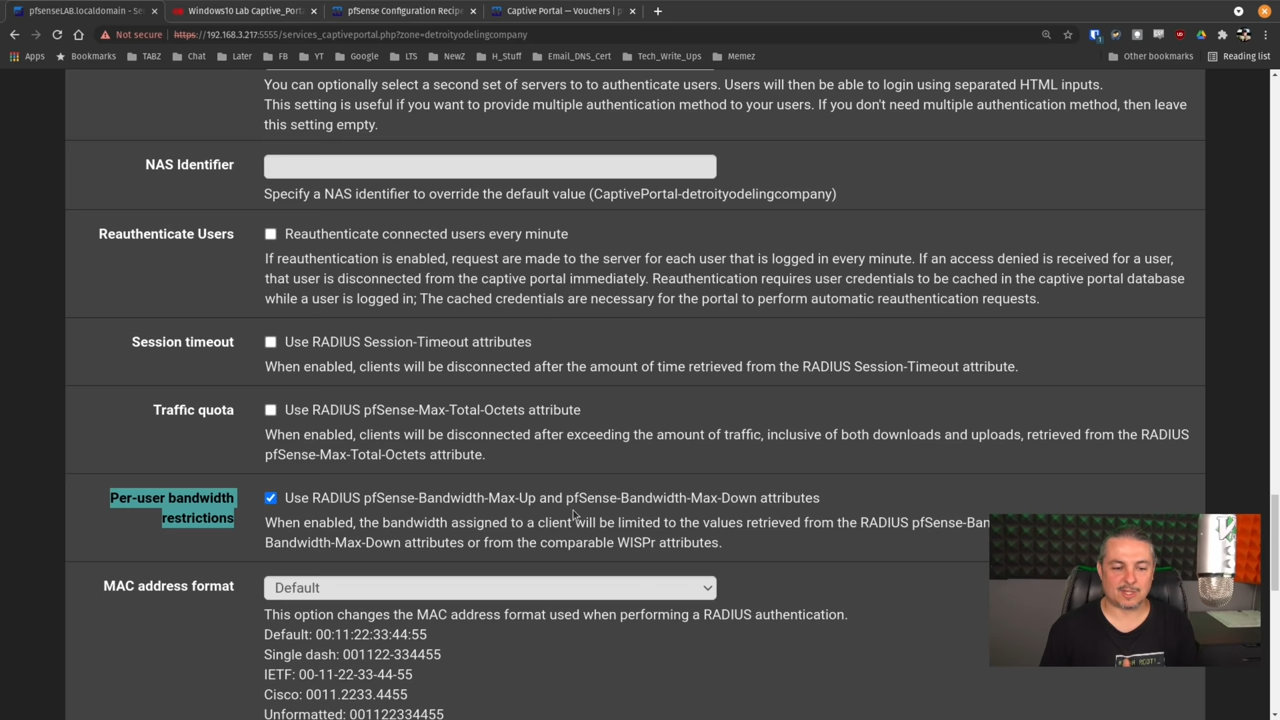 pfsenseLAB.localdomain - Se
Windows10 Lab Captive_Port
pfSense Configuration Recipe
Captive Portal — Vouchers | p
Not secure
https://192.168.3.217:5555/services_captiveportal.php?zone=detroityodelingcompany
Apps
Bookmarks
TABZ
Chat
Later
FB
YT
Google
LTS
NewZ
H_Stuff
Email_DNS_Cert
Tech_Write_Ups
Memez
Other bookmarks
Reading list
You can optionally select a second set of servers to to authenticate users. Users will then be able to login using separated HTML inputs.
This setting is useful if you want to provide multiple authentication method to your users. If you don't need multiple authentication method, then leave
this setting empty.
NAS Identifier
Specify a NAS identifier to override the default value (CaptivePortal-detroityodelingcompany)
Reauthenticate Users
Reauthenticate connected users every minute
If reauthentication is enabled, request are made to the server for each user that is logged in every minute. If an access denied is received for a user,
that user is disconnected from the captive portal immediately. Reauthentication requires user credentials to be cached in the captive portal database
while a user is logged in; The cached credentials are necessary for the portal to perform automatic reauthentication requests.
Session timeout
Use RADIUS Session-Timeout attributes
When enabled, clients will be disconnected after the amount of time retrieved from the RADIUS Session-Timeout attribute.
Traffic quota
Use RADIUS pfSense-Max-Total-Octets attribute
When enabled, clients will be disconnected after exceeding the amount of traffic, inclusive of both downloads and uploads, retrieved from the RADIUS
pfSense-Max-Total-Octets attribute.
Per-user bandwidth
restrictions
Use RADIUS pfSense-Bandwidth-Max-Up and pfSense-Bandwidth-Max-Down attributes
When enabled, the bandwidth assigned to a client will be limited to the values retrieved from the RADIUS pfSense-Ban
Bandwidth-Max-Down attributes or from the comparable WISPr attributes.
MAC address format
Default
This option changes the MAC address format used when performing a RADIUS authentication.
Default: 00:11:22:33:44:55
Single dash: 001122-334455
IETF: 00-11-22-33-44-55
Cisco: 0011.2233.4455
Unformatted: 001122334455